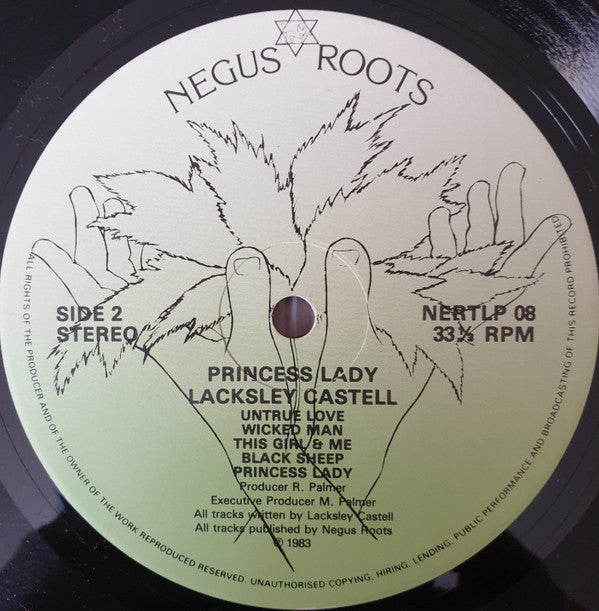 NEGUS ROOTS
SIDE 2
STEREO
NERTLP 08
33⅓ RPM
PRINCESS LADY
LACKSLEY CASTELL
UNTRUE LOVE
WICKED MAN
THIS GIRL & ME
BLACK SHEEP
PRINCESS LADY
Producer R. Palmer
Executive Producer M. Palmer
All tracks written by Lacksley Castell
All tracks published by Negus Roots
© 1983
ALL RIGHTS OF THE PRODUCER AND OF THE OWNER OF THE WORK REPRODUCED RESERVED. UNAUTHORISED COPYING, HIRING, LENDING, PUBLIC PERFORMANCE AND BROADCASTING OF THIS RECORD PROHIBITED